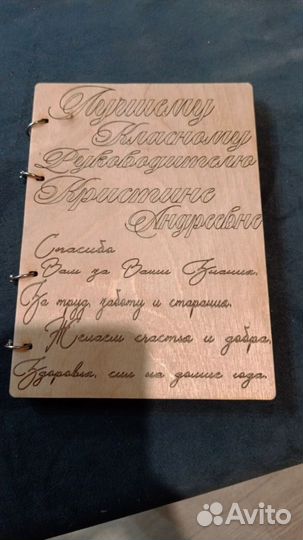 Лучшему
Класному
Руководителю
Кристине
Андреевне
Спасибо
Вам за Ваши Знания,
За труд, заботу и старания.
Желаем счастья и добра,
Здоровья, сил на долгие года.
Avito